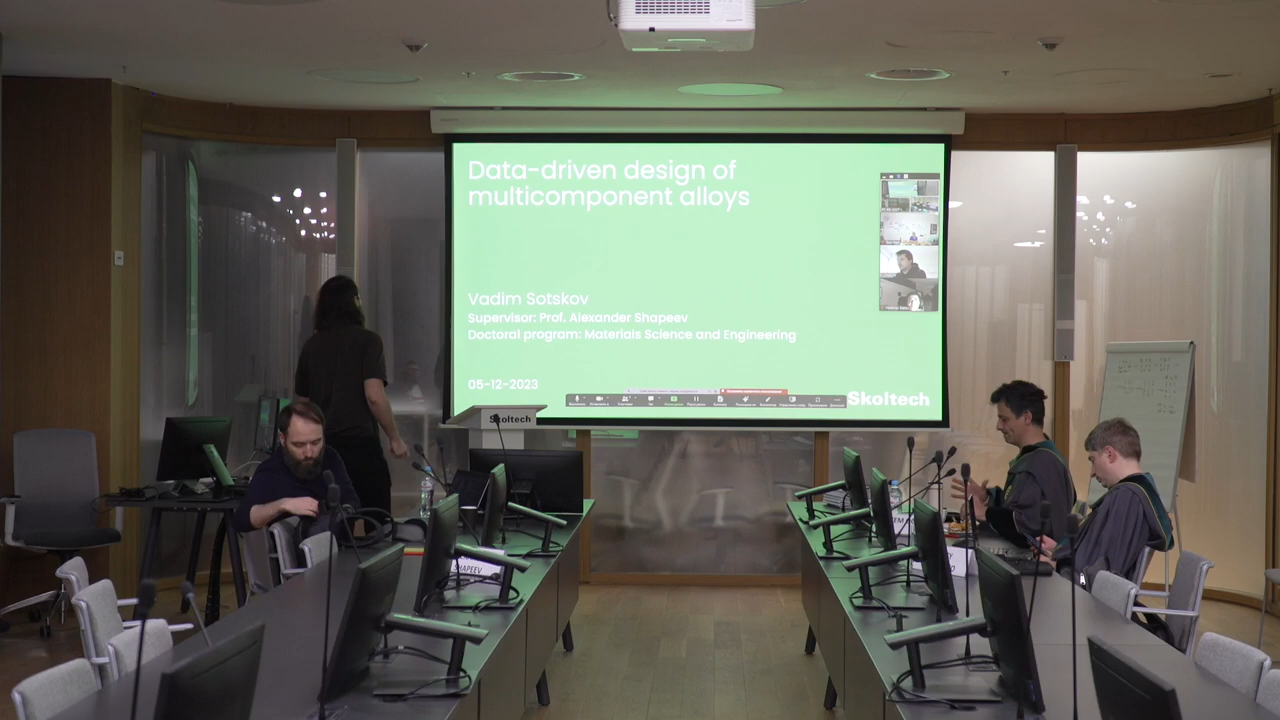 Data-driven design of
multicomponent alloys
Vadim Sotskov
Supervisor: Prof. Alexander Shapeev
Doctoral program: Materials Science and Engineering
05-12-2023
Skoltech
Skoltech
SHAPEEV